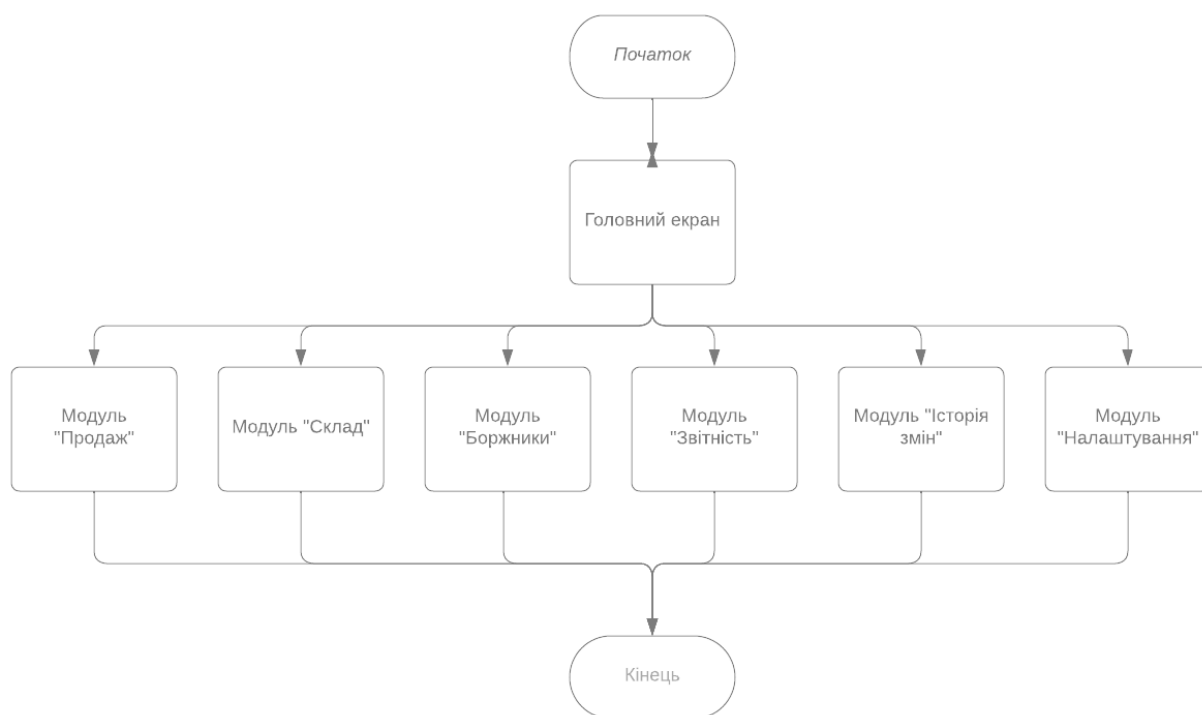 Початок
Головний екран
Модуль
"Продаж"
Модуль "Склад"
Модуль
"Боржники"
Модуль
"Звітність"
Модуль "Історія
змін"
Модуль
"Налаштування"
Кінець